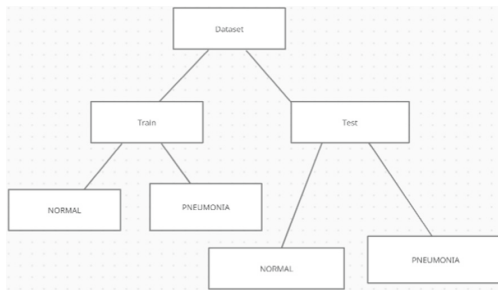 Dataset
Train
Test
NORMAL
PNEUMONIA
NORMAL
PNEUMONIA